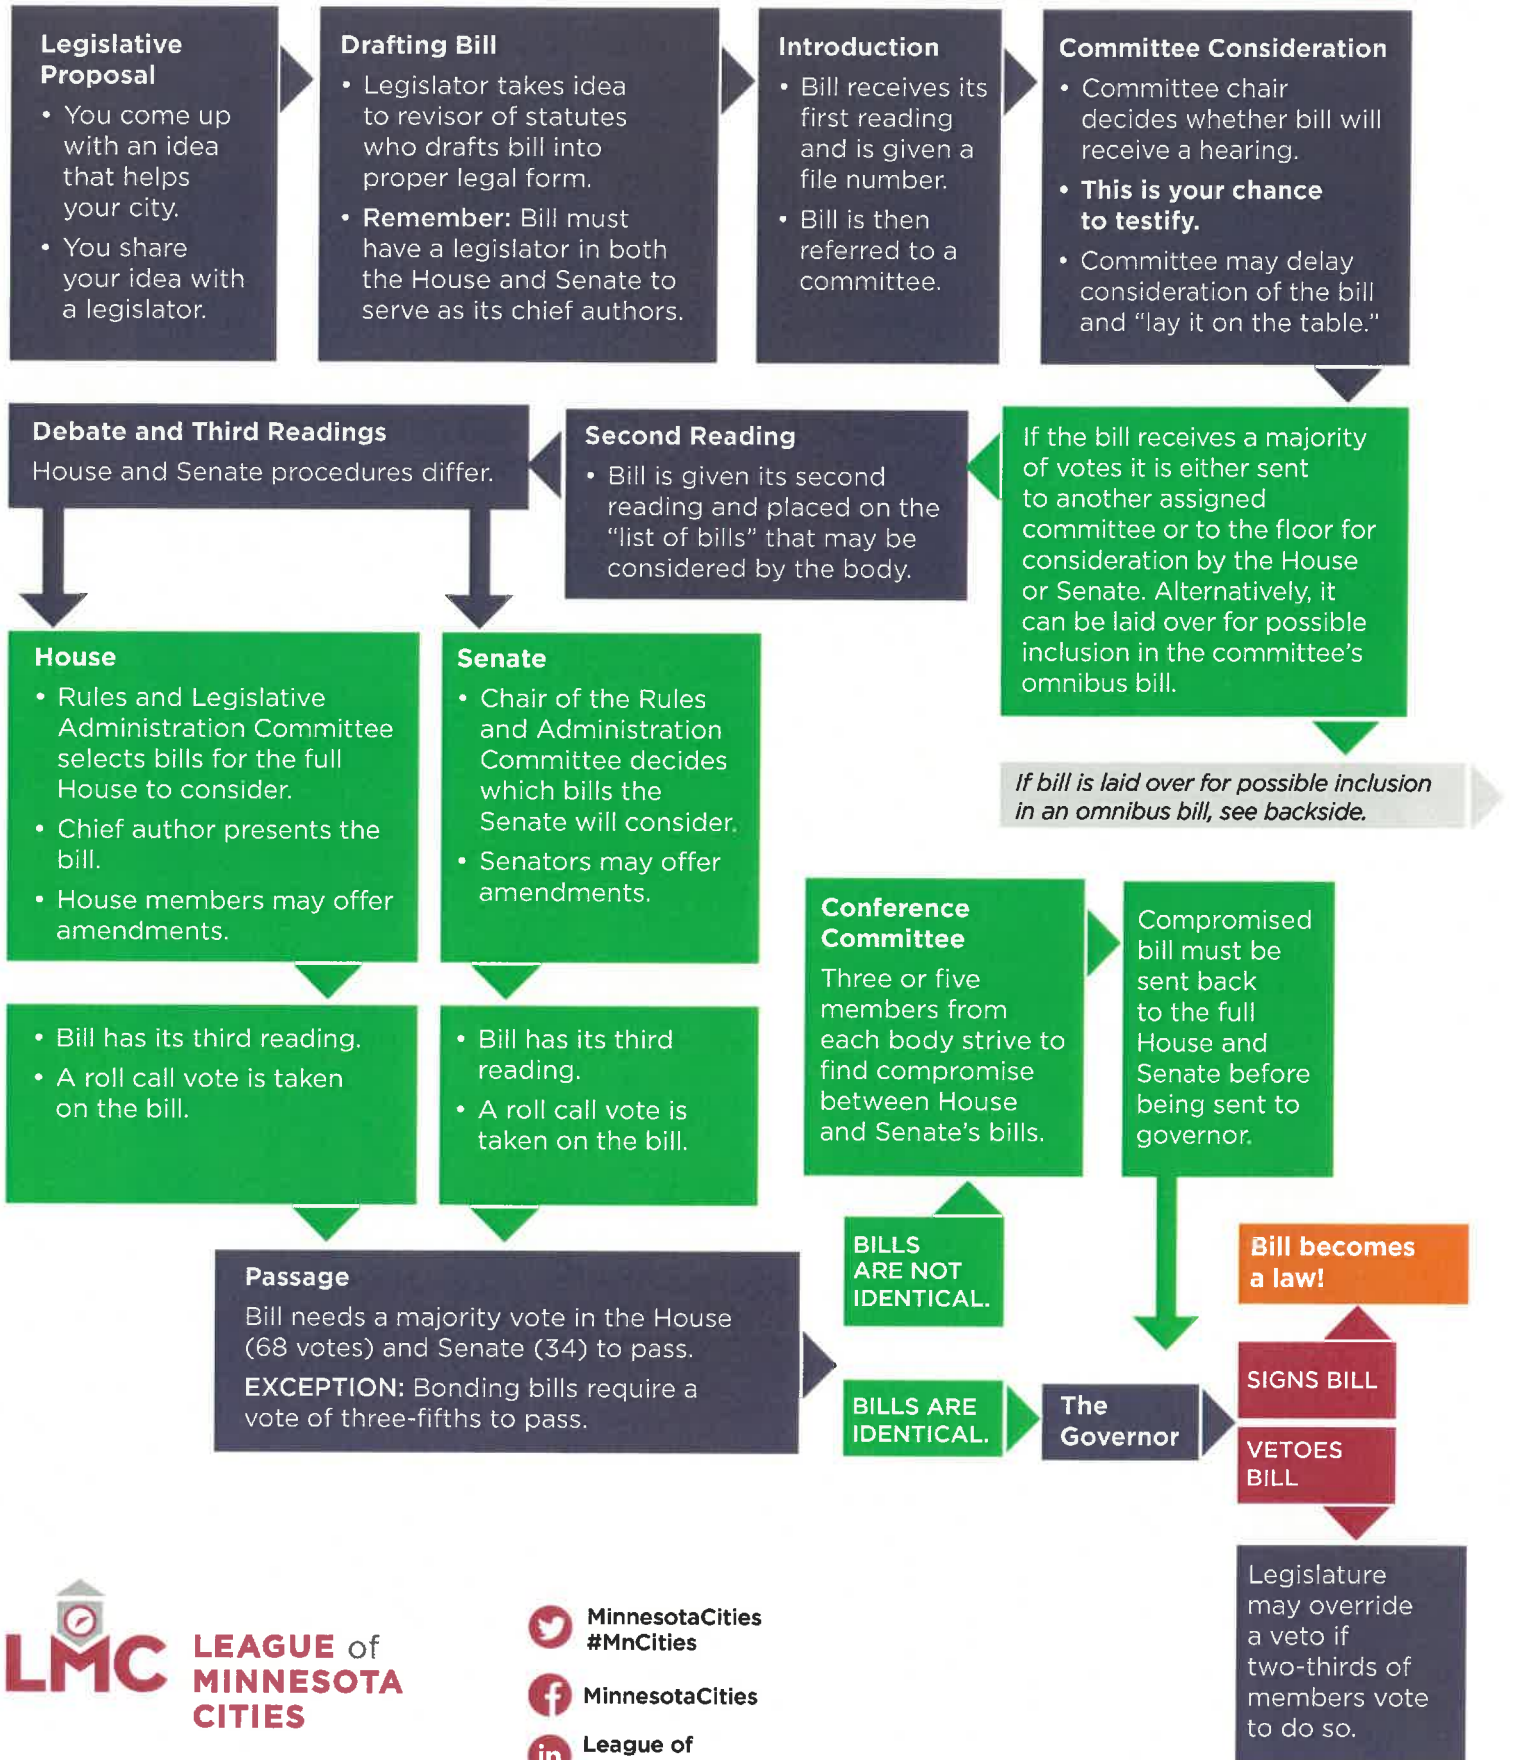 Legislative
Proposal
• You come up
with an idea
that helps
your city.
• You share
your idea with
a legislator.
Drafting Bill
• Legislator takes idea
to revisor of statutes
who drafts bill into
proper legal form.
• Remember: Bill must
have a legislator in both
the House and Senate to
serve as its chief authors.
Introduction
• Bill receives its
first reading
and is given a
file number.
• Bill is then
referred to a
committee.
Committee Consideration
• Committee chair
decides whether bill will
receive a hearing.
• This is your chance
to testify.
• Committee may delay
consideration of the bill
and “lay it on the table.”
If the bill receives a majority
of votes it is either sent
to another assigned
committee or to the floor for
consideration by the House
or Senate. Alternatively, it
can be laid over for possible
inclusion in the committee’s
omnibus bill.
If bill is laid over for possible inclusion
in an omnibus bill, see backside.
Second Reading
• Bill is given its second
reading and placed on the
“list of bills” that may be
considered by the body.
Debate and Third Readings
House and Senate procedures differ.
House
• Rules and Legislative
Administration Committee
selects bills for the full
House to consider.
• Chief author presents the
bill.
• House members may offer
amendments.
Senate
• Chair of the Rules
and Administration
Committee decides
which bills the
Senate will consider.
• Senators may offer
amendments.
• Bill has its third reading.
• A roll call vote is taken
on the bill.
• Bill has its third
reading.
• A roll call vote is
taken on the bill.
Passage
Bill needs a majority vote in the House
(68 votes) and Senate (34) to pass.
EXCEPTION: Bonding bills require a
vote of three-fifths to pass.
BILLS
ARE NOT
IDENTICAL.
Conference
Committee
Three or five
members from
each body strive to
find compromise
between House
and Senate’s bills.
Compromised
bill must be
sent back
to the full
House and
Senate before
being sent to
governor.
BILLS ARE
IDENTICAL.
The
Governor
SIGNS BILL
Bill becomes
a law!
VETOES
BILL
Legislature
may override
a veto if
two-thirds of
members vote
to do so.
LMC
LEAGUE of
MINNESOTA
CITIES
MinnesotaCities
#MnCities
MinnesotaCities
in
League of